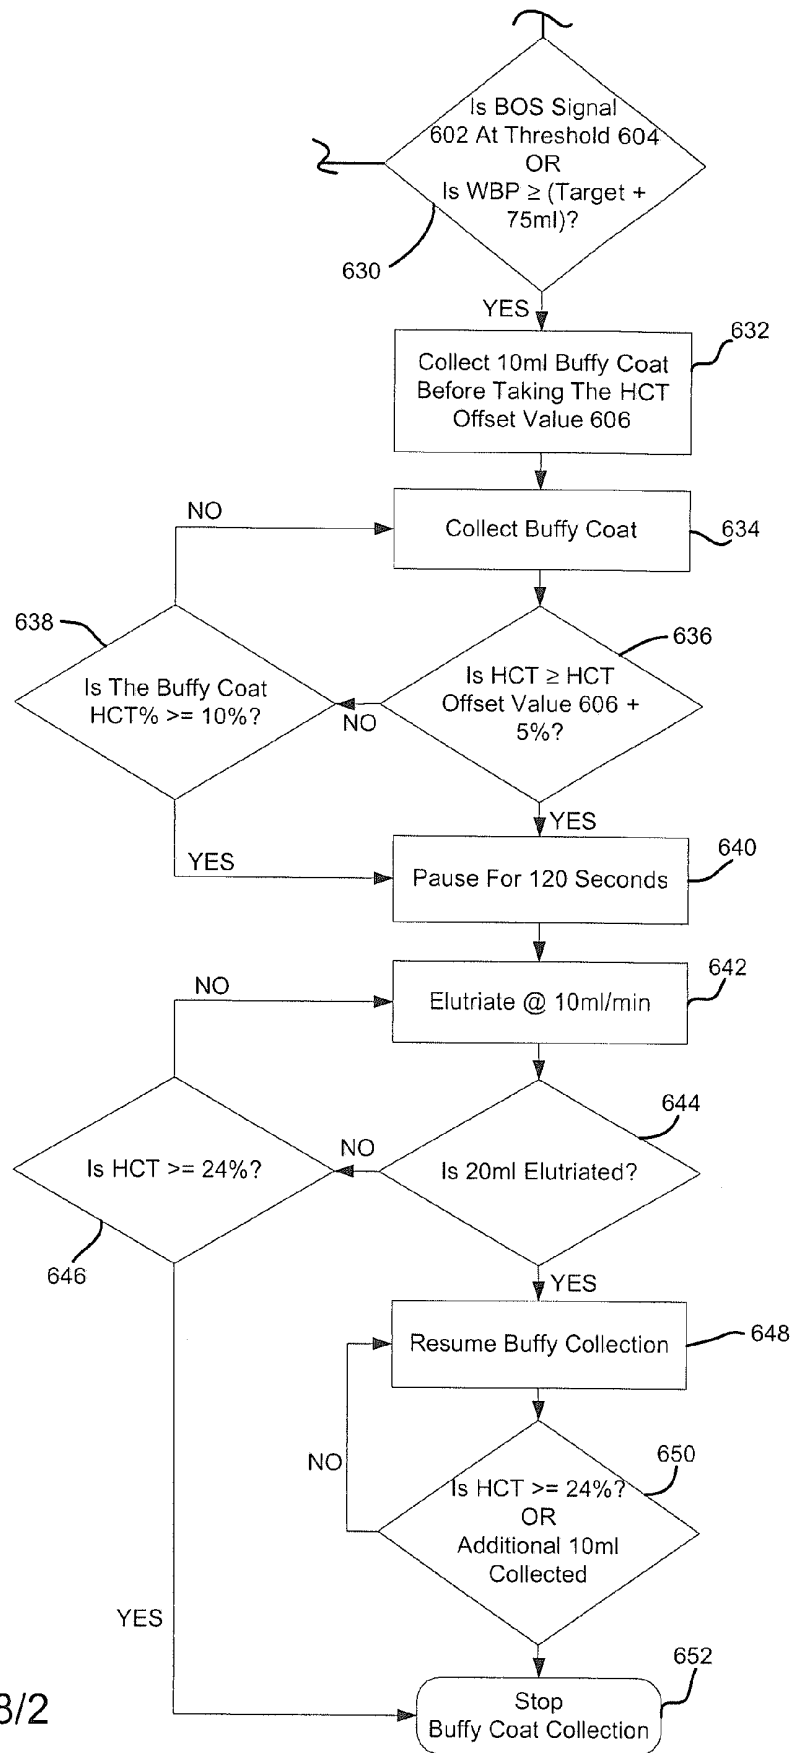 Is BOS Signal
602 At Threshold 604
OR
Is WBP ≥ (Target +
75ml)?
630
YES
632
Collect 10ml Buffy Coat
Before Taking The HCT
Offset Value 606
NO
Collect Buffy Coat
634
638
636
Is The Buffy Coat
HCT% >= 10%?
NO
Is HCT ≥ HCT
Offset Value 606 +
5%?
YES
YES
640
Pause For 120 Seconds
NO
642
Elutriate @ 10ml/min
644
Is HCT >= 24%?
NO
Is 20ml Elutriated?
646
YES
Resume Buffy Collection
648
NO
650
Is HCT >= 24%?
OR
Additional 10ml
Collected
YES
652
Stop
Buffy Coat Collection
8/2